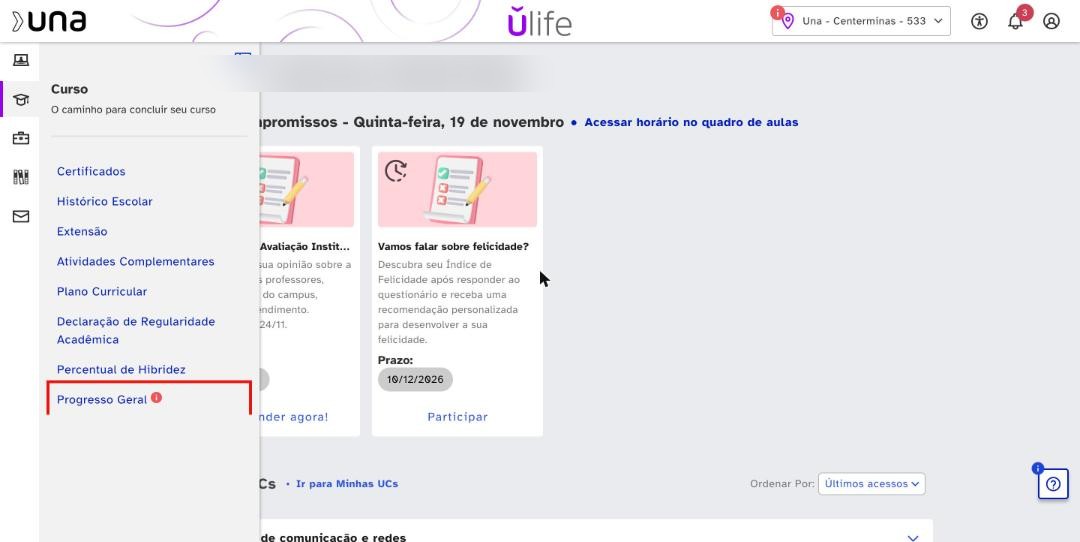 una
Ulife
Una - Centerminas - 533
3
Curso
O caminho para concluir seu curso
Certificados
Histórico Escolar
Extensão
Atividades Complementares
Plano Curricular
Declaração de Regularidade
Acadêmica
Percentual de Hibridez
Progresso Geral
promissos - Quinta-feira, 19 de novembro • Acessar horário no quadro de aulas
Avaliação Instit...
sua opinião sobre a
professores,
do campus,
endimento.
24/11.
nder agora!
Vamos falar sobre felicidade?
Descubra seu Índice de
Felicidade após responder ao
questionário e receba uma
recomendação personalizada
para desenvolver a sua
felicidade.
Prazo:
10/12/2026
Participar
Cs • Ir para Minhas UCs
Ordenar Por: Últimos acessos
de comunicação e redes